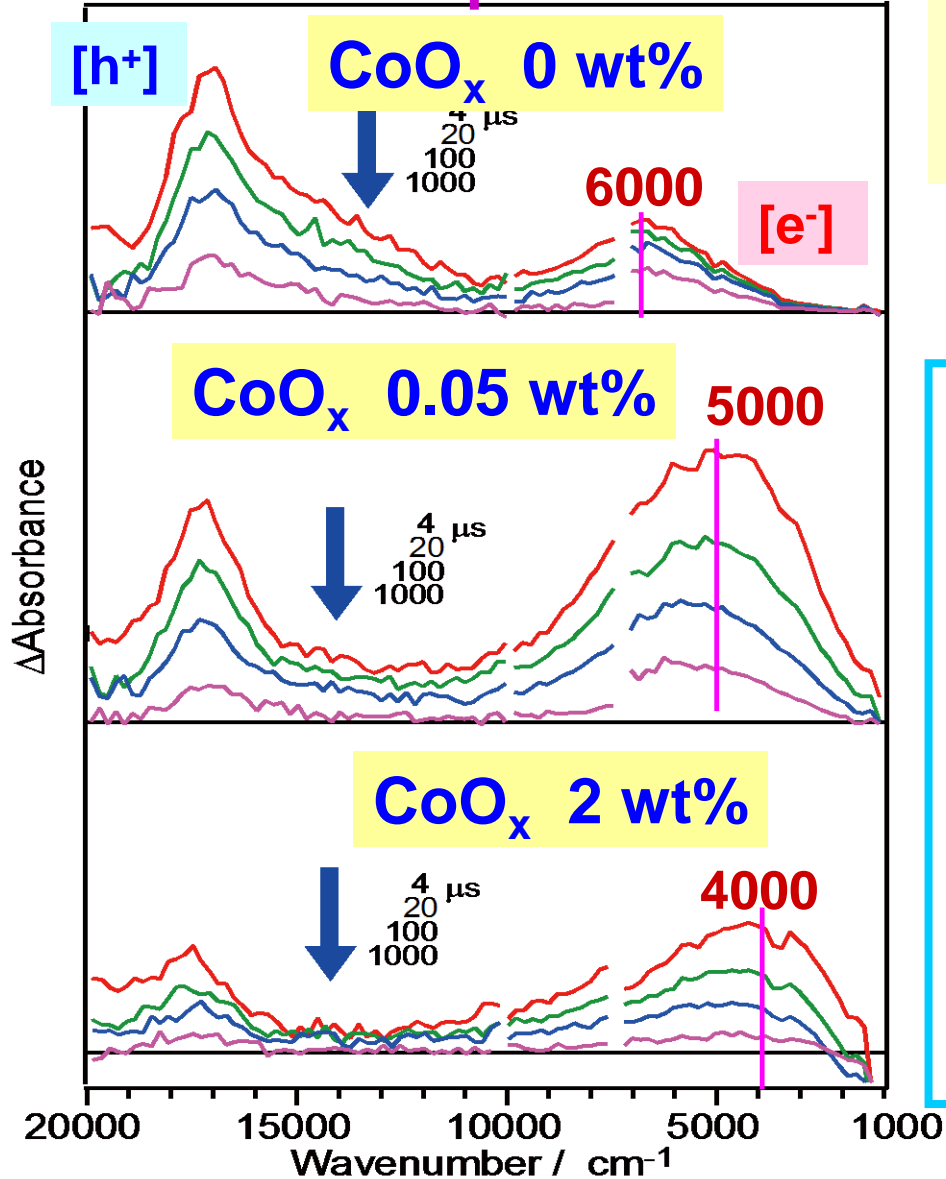 [h⁺]
CoOₓ 0 wt%
4 μs
20
100
1000
6000
[e⁻]
CoOₓ 0.05 wt%
5000
4 μs
20
100
1000
ΔAbsorbance
CoOₓ 2 wt%
4000
4 μs
20
100
1000
20000 15000 10000 5000 1000
Wavenumber / cm⁻¹